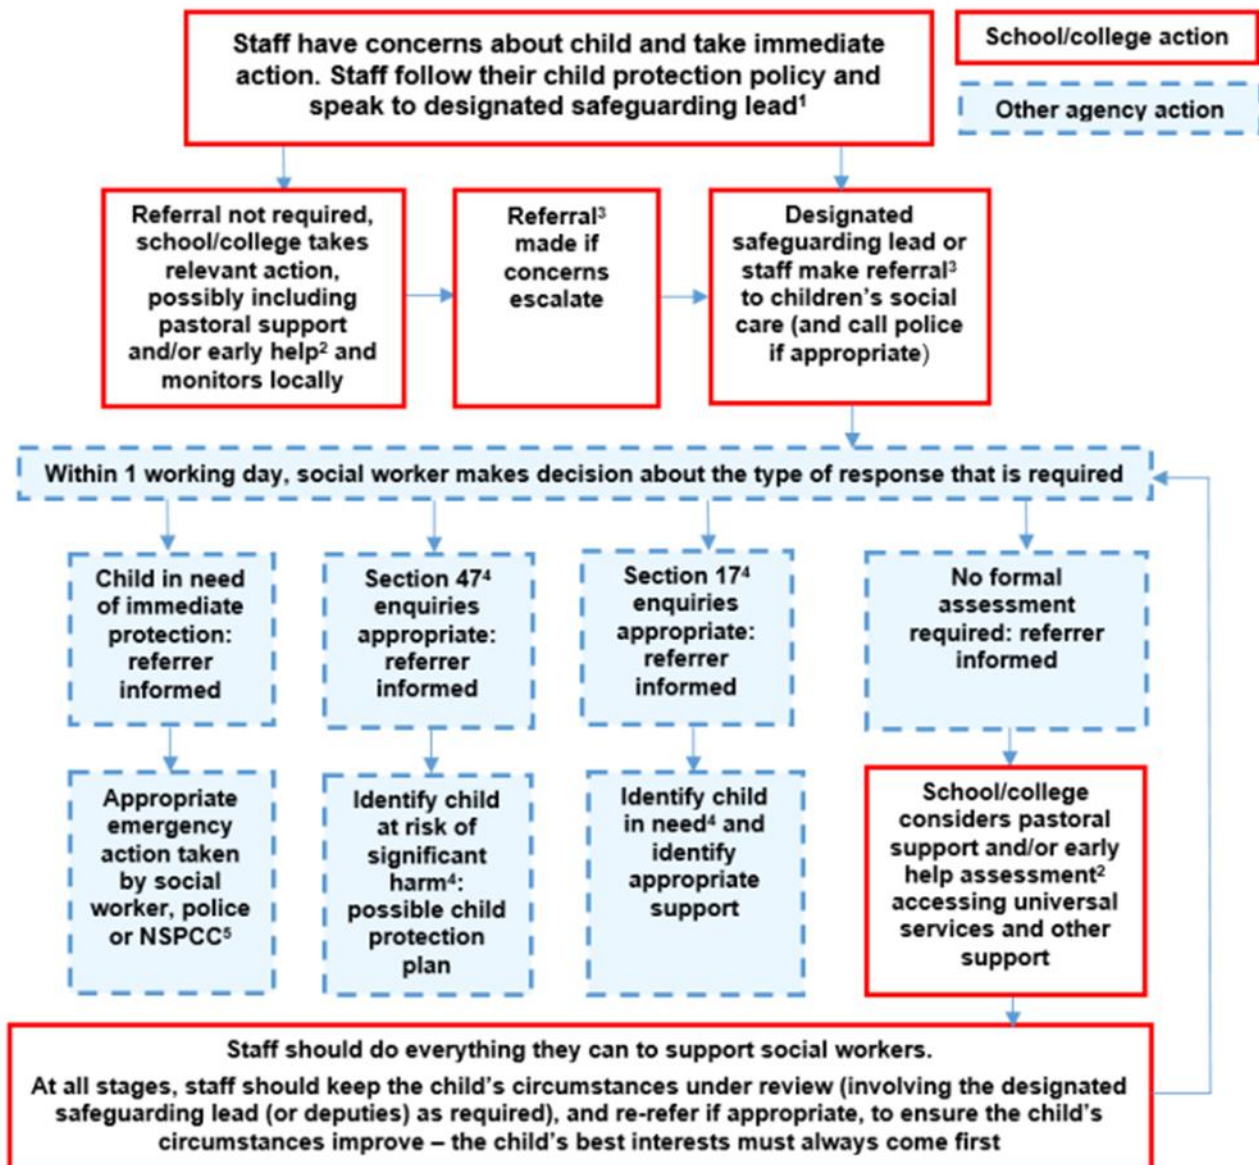 Staff have concerns about child and take immediate
action. Staff follow their child protection policy and
speak to designated safeguarding lead¹
School/college action
Other agency action
Referral not required,
school/college takes
relevant action,
possibly including
pastoral support
and/or early help² and
monitors locally
Referral³
made if
concerns
escalate
Designated
safeguarding lead or
staff make referral³
to children's social
care (and call police
if appropriate)
Within 1 working day, social worker makes decision about the type of response that is required
Child in need
of immediate
protection:
referrer
informed
Section 47⁴
enquiries
appropriate:
referrer
informed
Section 17⁴
enquiries
appropriate:
referrer
informed
No formal
assessment
required: referrer
informed
Appropriate
emergency
action taken
by social
worker, police
or NSPCC⁵
Identify child
at risk of
significant
harm⁴:
possible child
protection
plan
Identify child
in need⁴ and
identify
appropriate
support
School/college
considers pastoral
support and/or early
help assessment²
accessing universal
services and other
support
Staff should do everything they can to support social workers.
At all stages, staff should keep the child's circumstances under review (involving the designated
safeguarding lead (or deputies) as required), and re-refer if appropriate, to ensure the child's
circumstances improve – the child's best interests must always come first